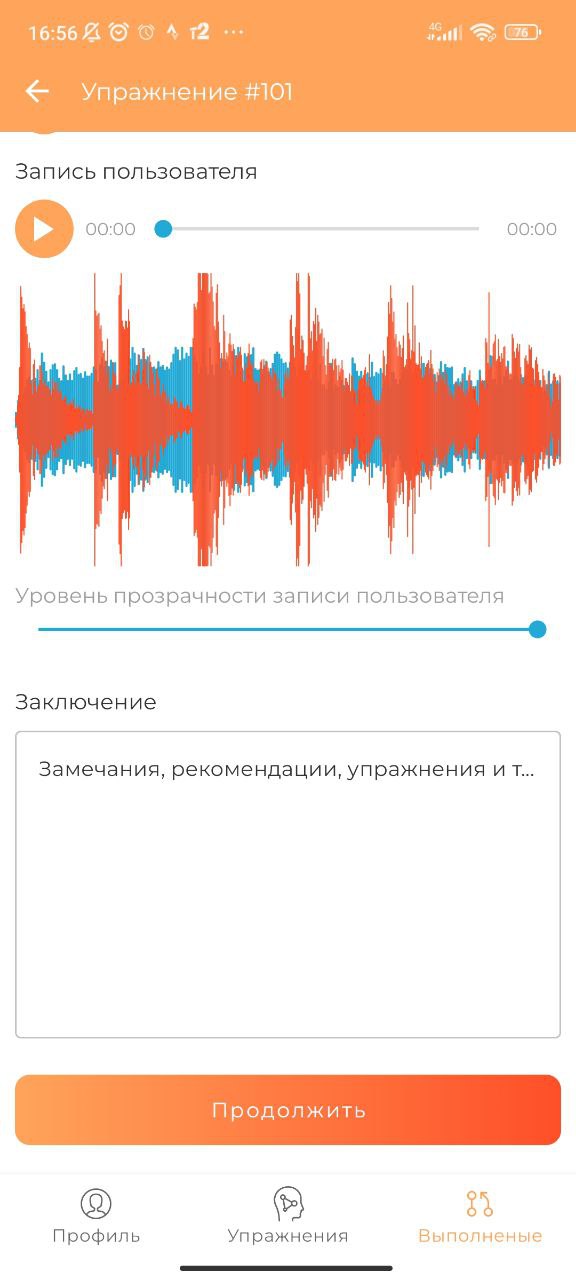 16:56 т2 ... 4G 76
Упражнение #101
Запись пользователя
00:00 00:00
Уровень прозрачности записи пользователя
Заключение
Замечания, рекомендации, упражнения и т...
Продолжить
Профиль Упражнения Выполненые